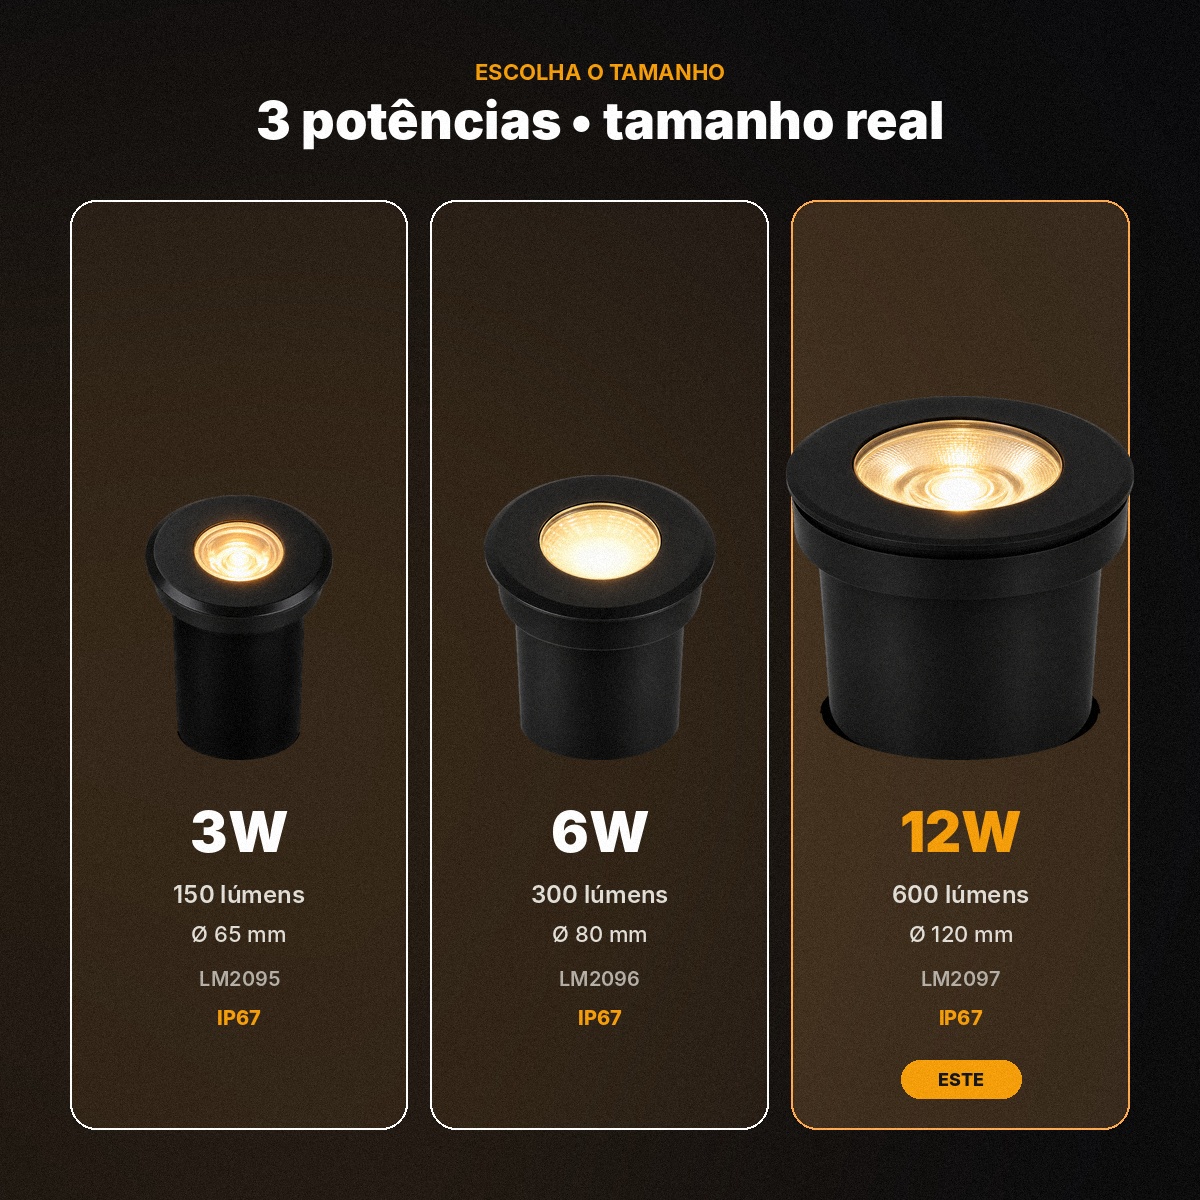 ESCOLHA O TAMANHO
3 potências • tamanho real
3W
150 lúmens
Ø 65 mm
LM2095
IP67
6W
300 lúmens
Ø 80 mm
LM2096
IP67
12W
600 lúmens
Ø 120 mm
LM2097
IP67
ESTE